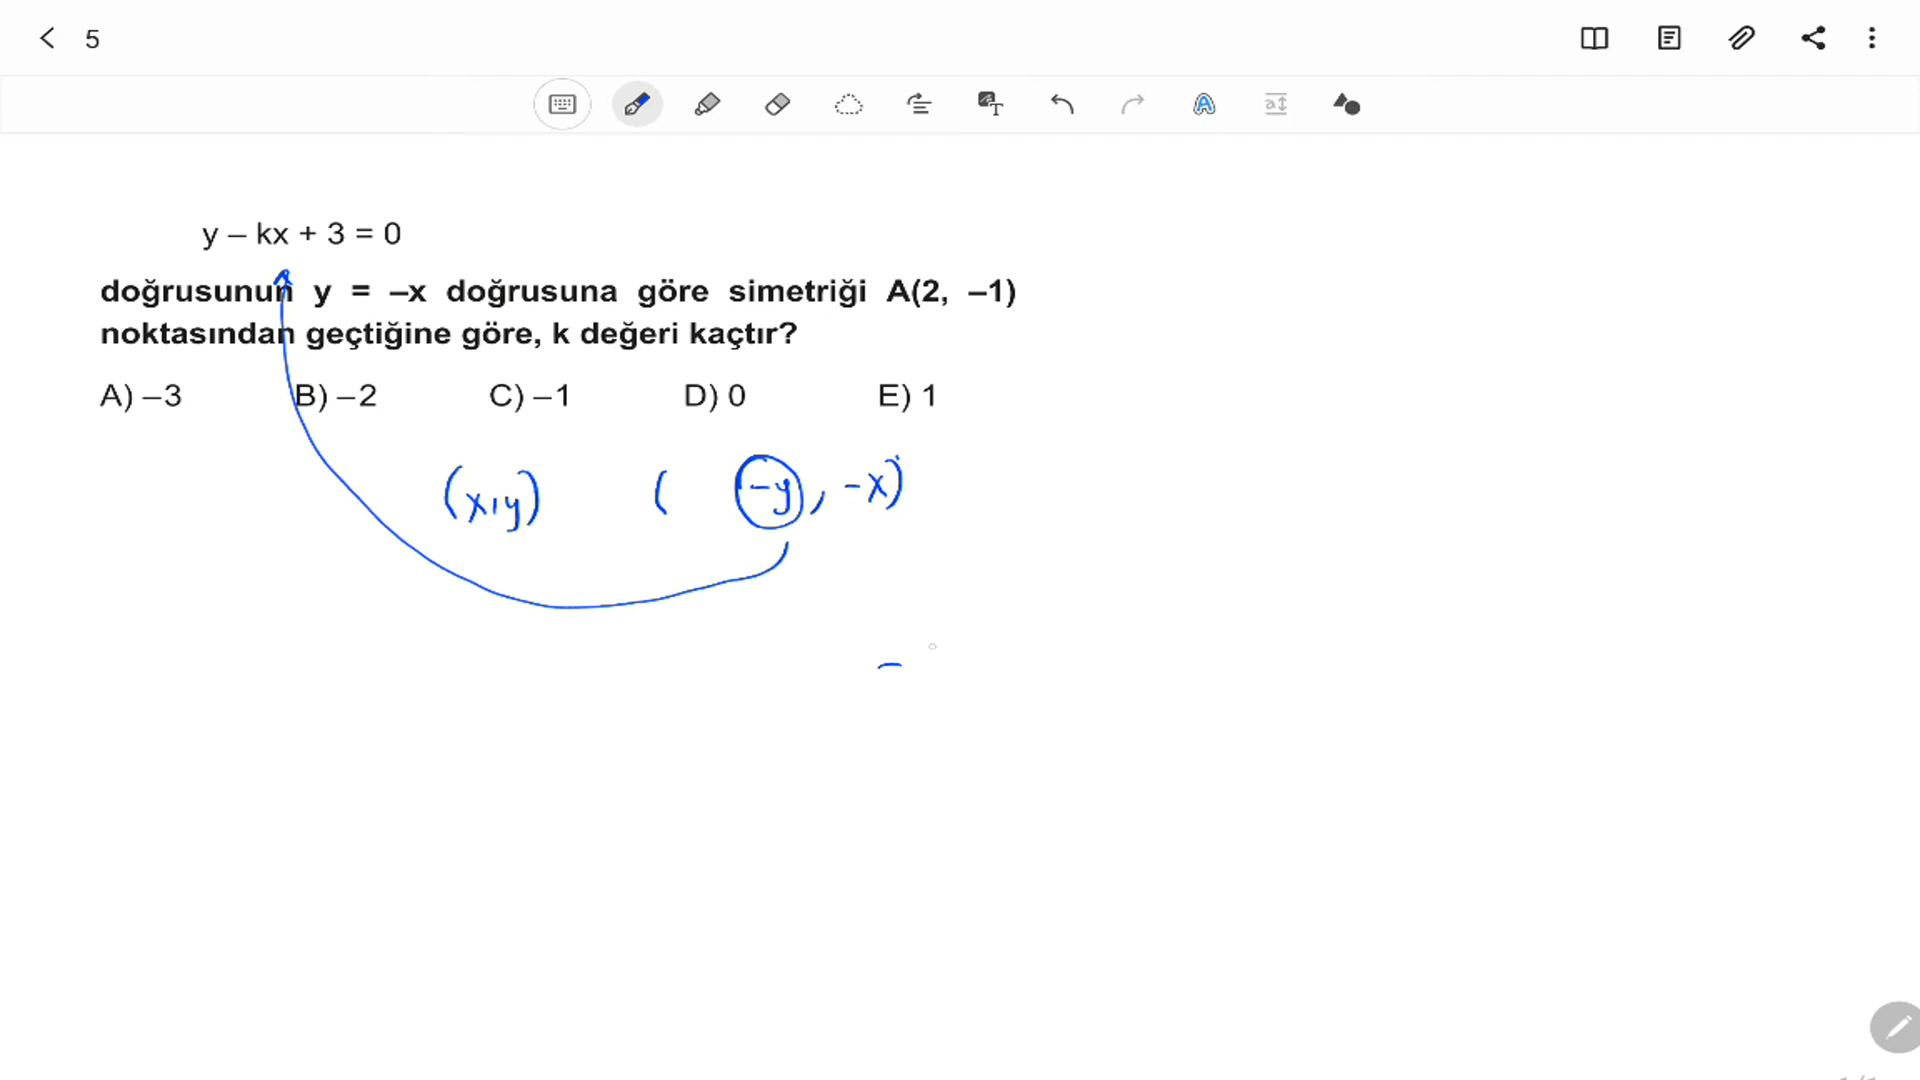 5
y – kx + 3 = 0
doğrusunun y = –x doğrusuna göre simetriği A(2, –1)
noktasından geçtiğine göre, k değeri kaçtır?
A) –3 B) –2 C) –1 D) 0 E) 1
(x,y) ( -y, -x)
-